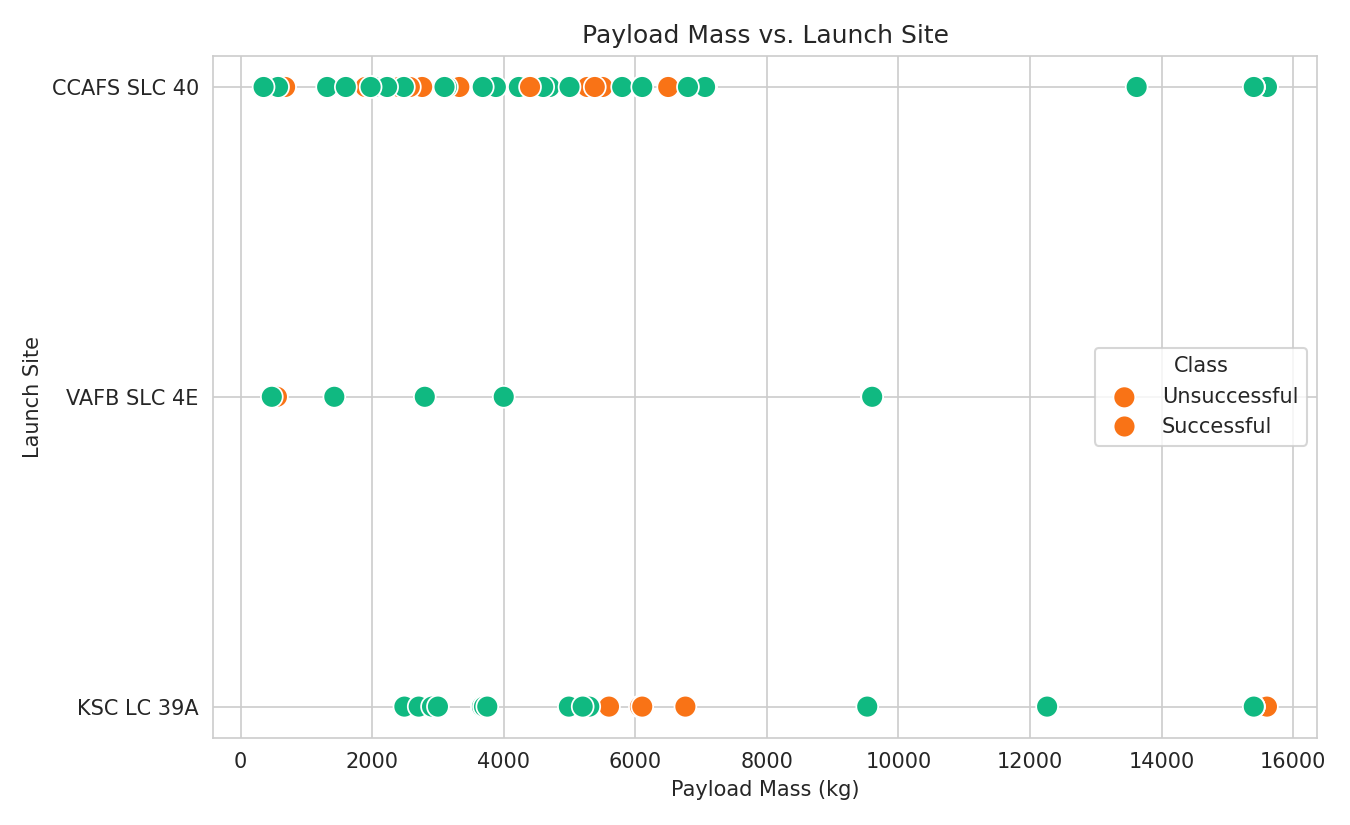 Payload Mass vs. Launch Site
CCAFS SLC 40
VAFB SLC 4E
KSC LC 39A
Launch Site
Class
Unsuccessful
Successful
0 2000 4000 6000 8000 10000 12000 14000 16000
Payload Mass (kg)